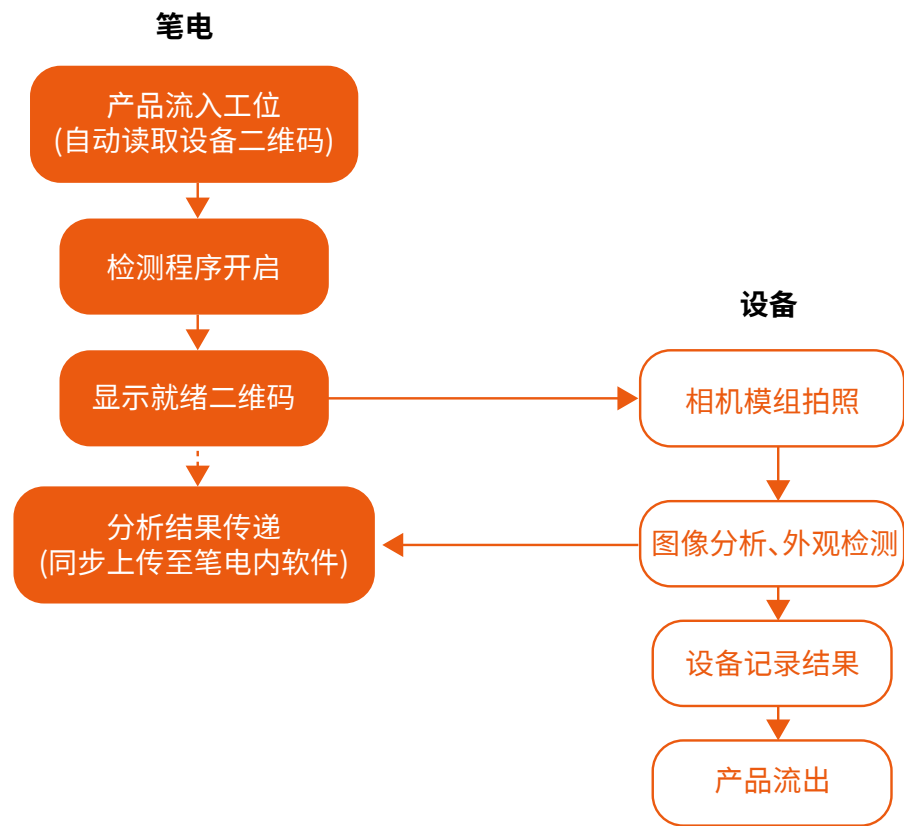 笔电
产品流入工位
(自动读取设备二维码)
检测程序开启
显示就绪二维码
分析结果传递
(同步上传至笔电内软件)
设备
相机模组拍照
图像分析、外观检测
设备记录结果
产品流出